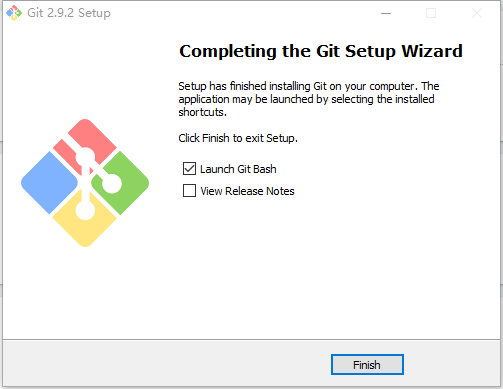 Git 2.9.2 Setup
Completing the Git Setup Wizard
Setup has finished installing Git on your computer. The
application may be launched by selecting the installed
shortcuts.
Click Finish to exit Setup.
Launch Git Bash
View Release Notes
Finish